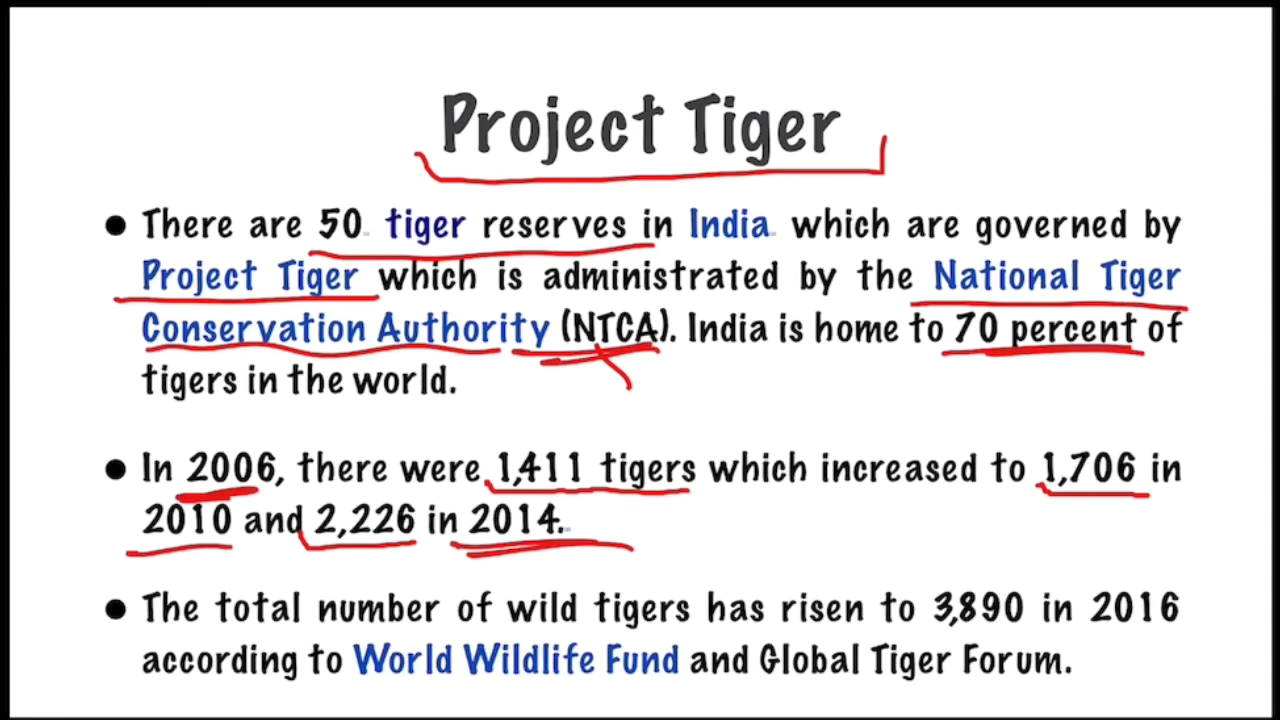 Project Tiger
● There are 50 tiger reserves in India which are governed by
Project Tiger which is administrated by the National Tiger
Conservation Authority (NTCA). India is home to 70 percent of
tigers in the world.
● In 2006, there were 1,411 tigers which increased to 1,706 in
2010 and 2,226 in 2014.
● The total number of wild tigers has risen to 3,890 in 2016
according to World Wildlife Fund and Global Tiger Forum.